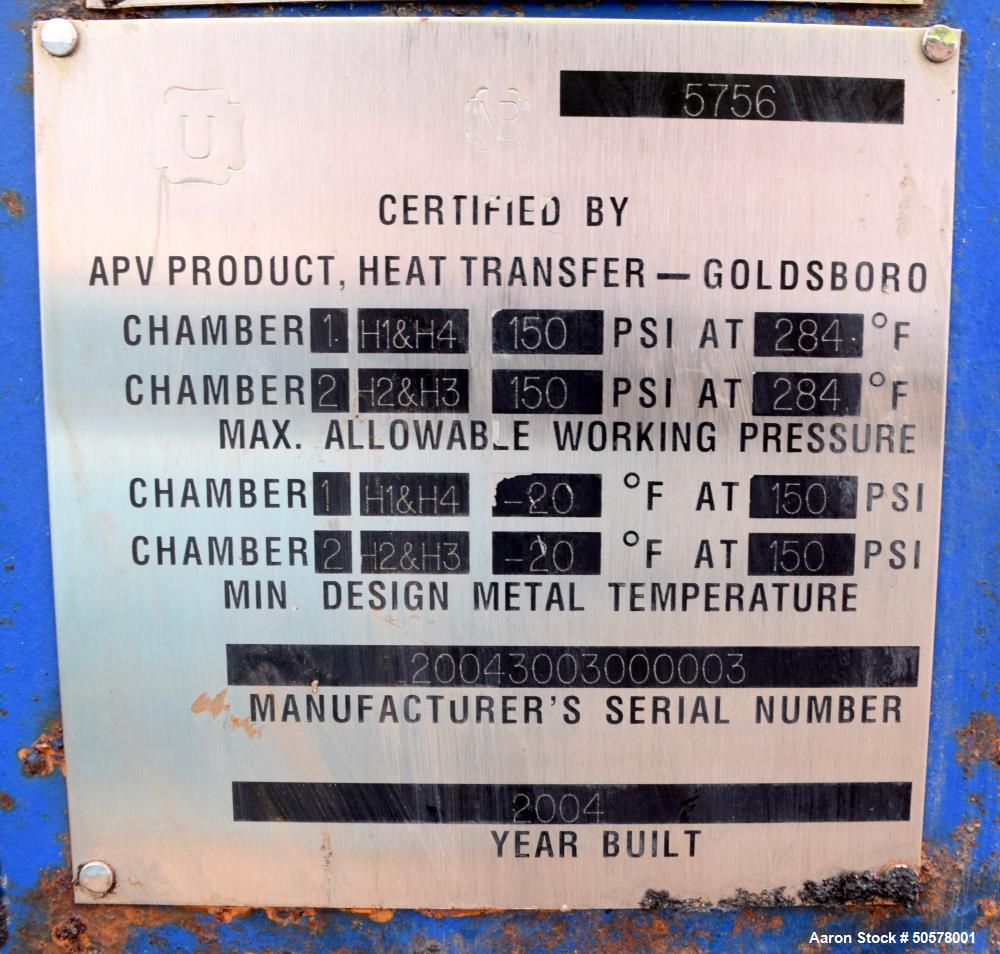 U NB 5756
CERTIFIED BY
APV PRODUCT, HEAT TRANSFER — GOLDSBORO
CHAMBER 1 H1&H4 150 PSI AT 284 °F
CHAMBER 2 H2&H3 150 PSI AT 284 °F
MAX. ALLOWABLE WORKING PRESSURE
CHAMBER 1 H1&H4 -20 °F AT 150 PSI
CHAMBER 2 H2&H3 -20 °F AT 150 PSI
MIN. DESIGN METAL TEMPERATURE
20043003000003
MANUFACTURER'S SERIAL NUMBER
2004
YEAR BUILT
Aaron Stock # 50578001